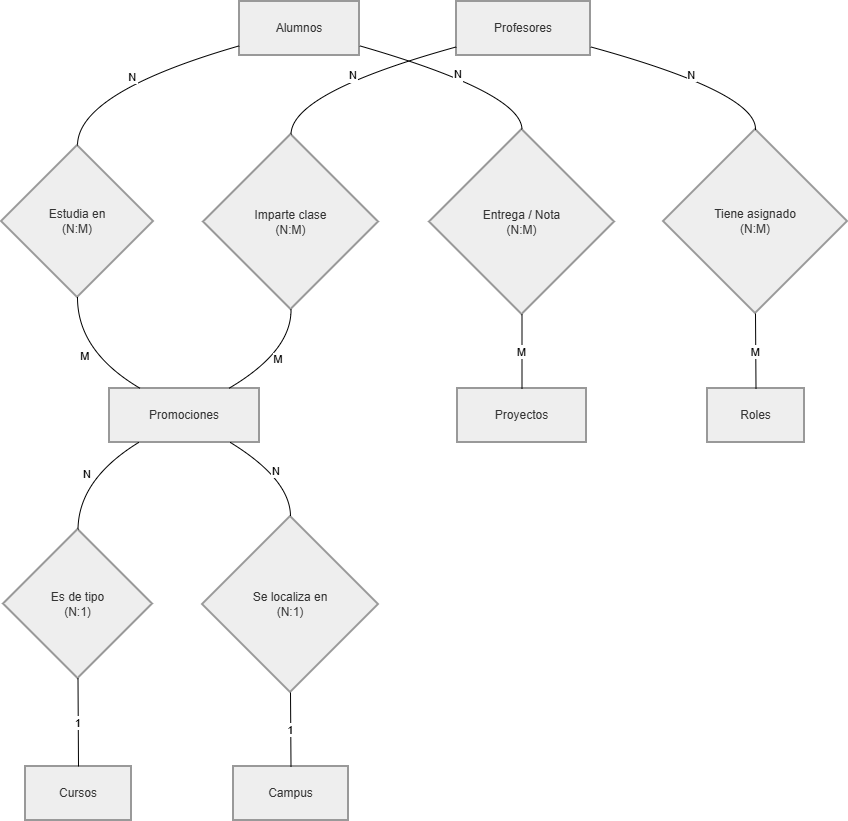 Alumnos
Profesores
N
N
N
N
Estudia en
(N:M)
Imparte clase
(N:M)
Entrega / Nota
(N:M)
Tiene asignado
(N:M)
M
M
M
M
Promociones
Proyectos
Roles
N
N
Es de tipo
(N:1)
Se localiza en
(N:1)
1
1
Cursos
Campus